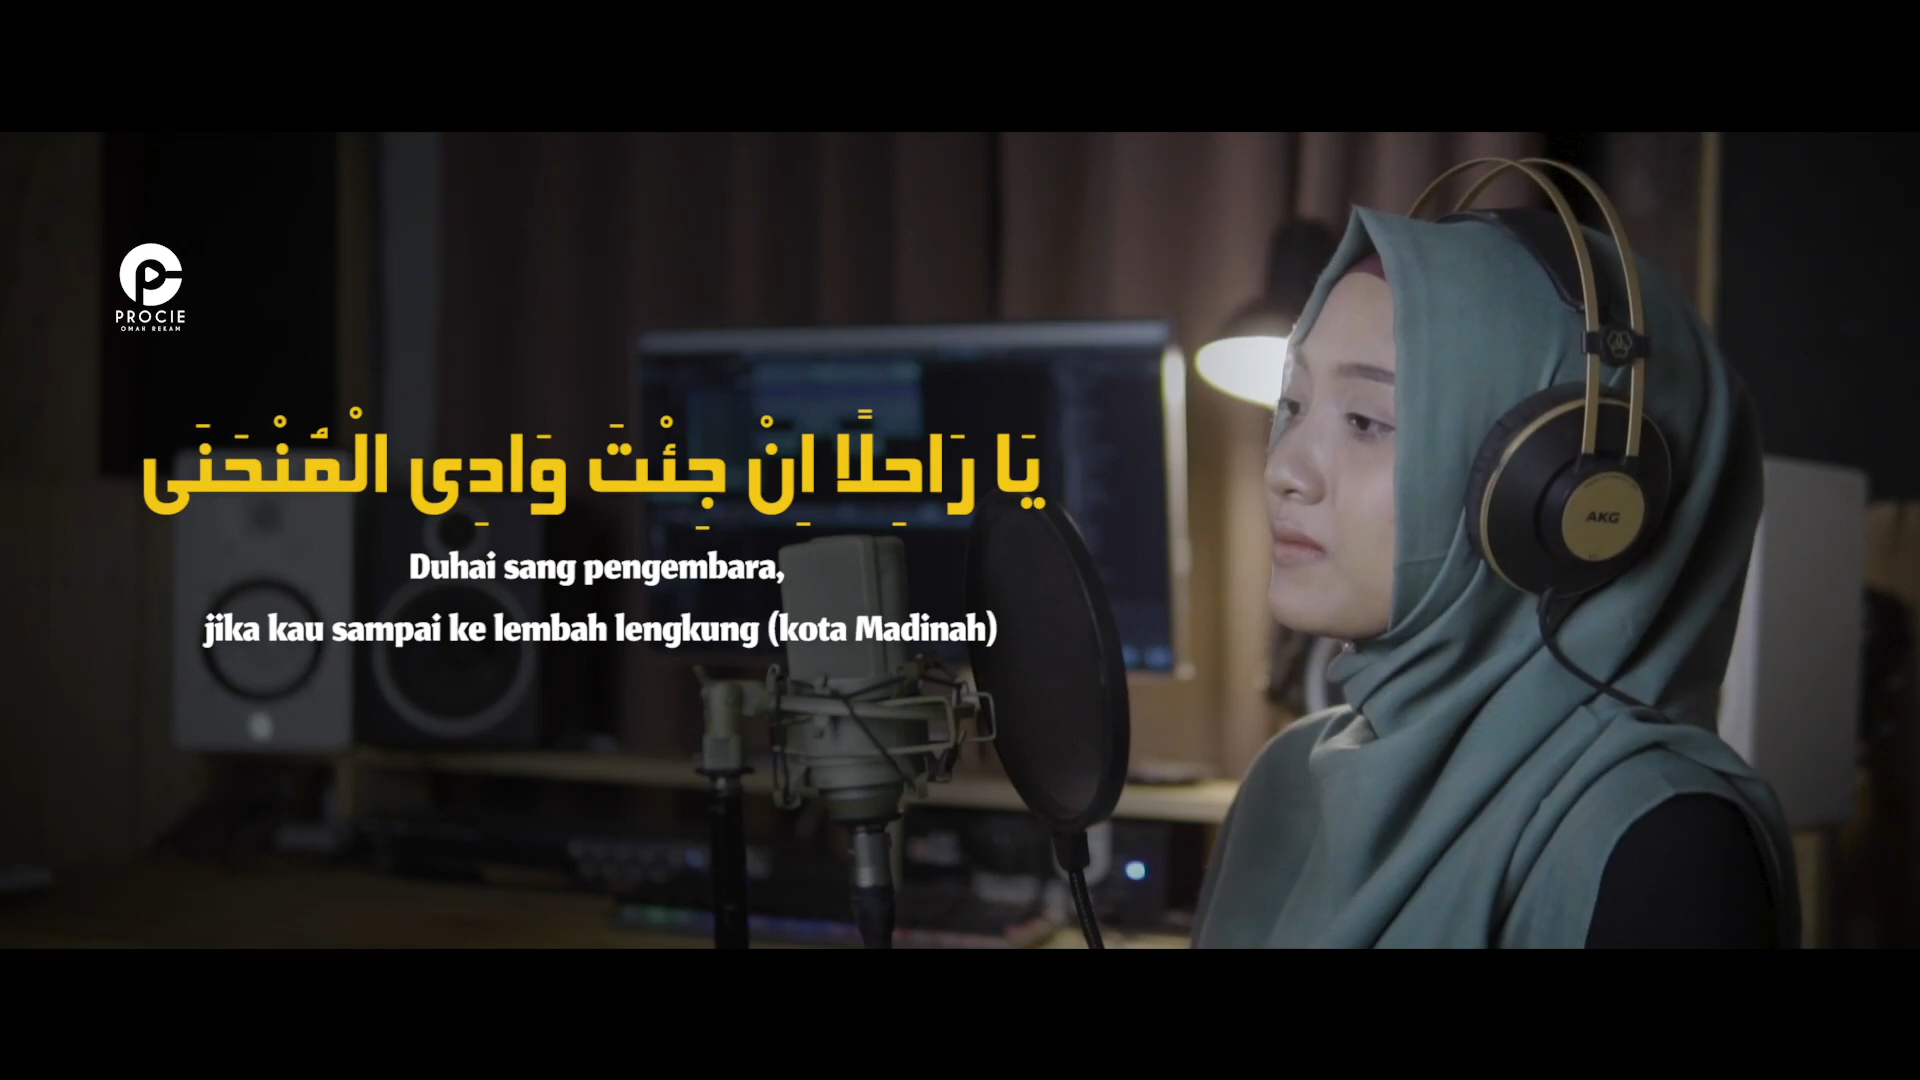 PROCIE
OMAH REKAM
يَا رَاحِلًا اِنْ جِئْتَ وَادِى الْمُنْحَنَى
Duhai sang pengembara,
jika kau sampai ke lembah lengkung (kota Madinah)
AKG